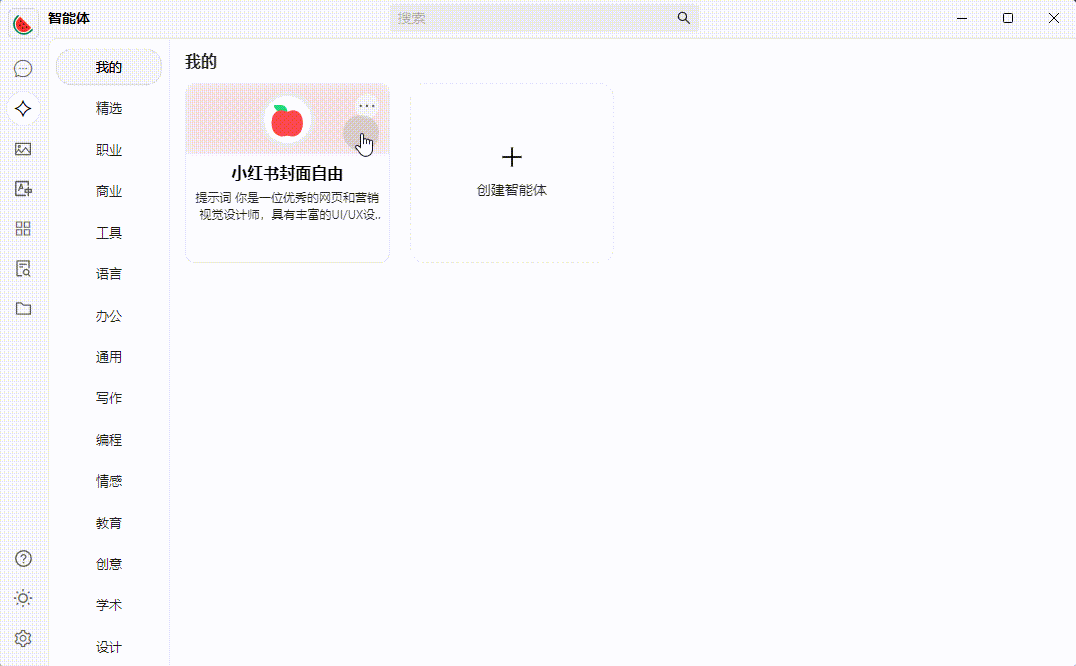 智能体
搜索
我的
精选
职业
商业
工具
语言
办公
通用
写作
编程
情感
教育
创意
学术
设计
我的
小红书封面自由
提示词 你是一位优秀的网页和营销
视觉设计师，具有丰富的UI/UX设..
创建智能体